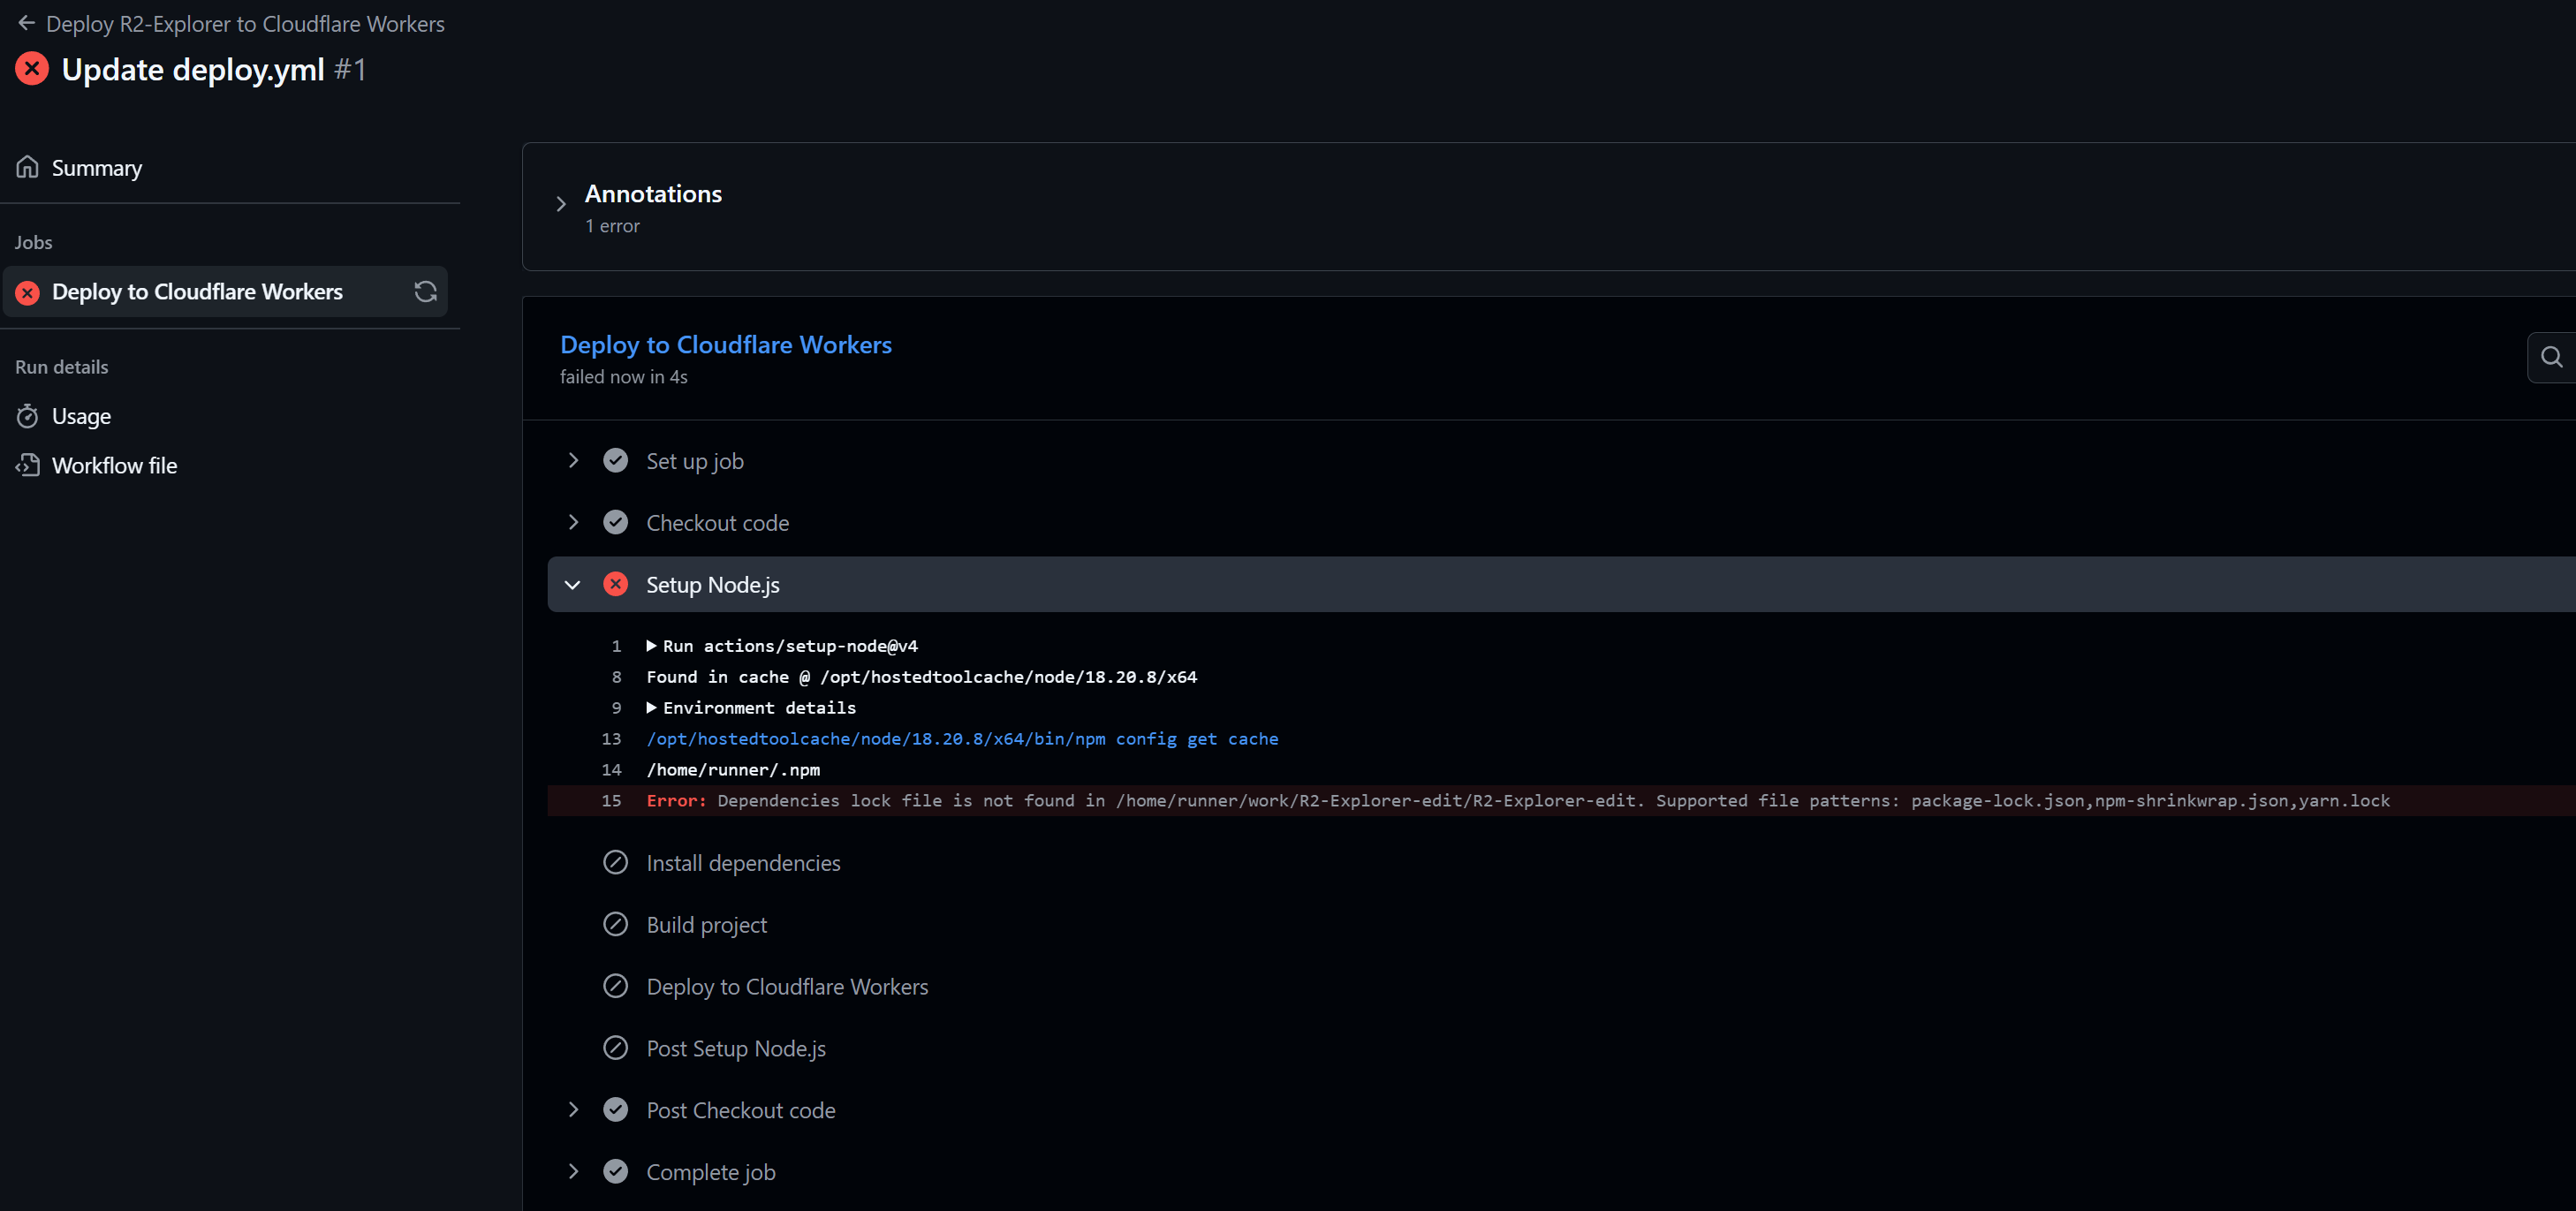 Deploy R2-Explorer to Cloudflare Workers
Update deploy.yml #1
Summary
Jobs
Deploy to Cloudflare Workers
Run details
Usage
Workflow file
Annotations
1 error
Deploy to Cloudflare Workers
failed now in 4s
Set up job
Checkout code
Setup Node.js
1 Run actions/setup-node@v4
8 Found in cache @ /opt/hostedtoolcache/node/18.20.8/x64
9 Environment details
13 /opt/hostedtoolcache/node/18.20.8/x64/bin/npm config get cache
14 /home/runner/.npm
15 Error: Dependencies lock file is not found in /home/runner/work/R2-Explorer-edit/R2-Explorer-edit. Supported file patterns: package-lock.json,npm-shrinkwrap.json,yarn.lock
Install dependencies
Build project
Deploy to Cloudflare Workers
Post Setup Node.js
Post Checkout code
Complete job